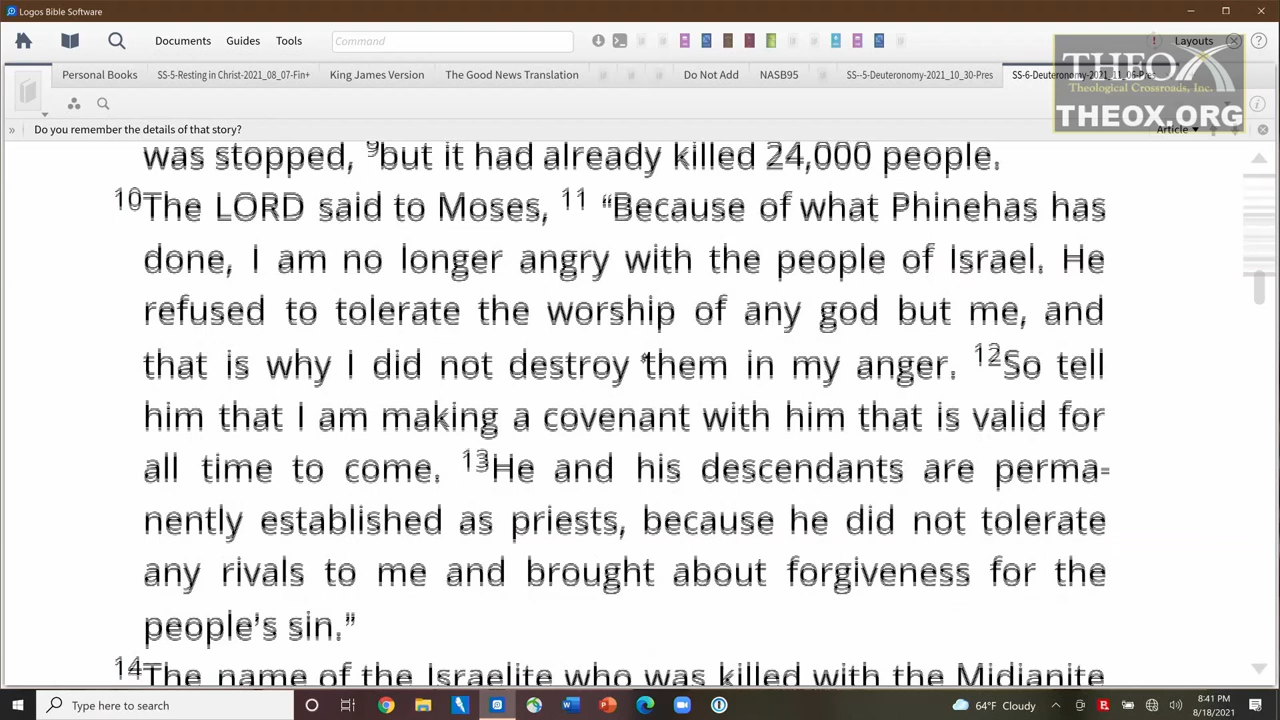 Logos Bible Software
Documents Guides Tools Command Layouts
Personal Books SS-5-Resting in Christ-2021_08_07-Fin+ King James Version The Good News Translation Do Not Add NASB95 SS--5-Deuteronomy-2021_10_30-Pres SS-6-Deuteronomy-2021_11_06-Pres
THEOX
Theological Crossroads, Inc.
THEOX.ORG
Do you remember the details of that story? Article
was stopped, 9but it had already killed 24,000 people.
10The LORD said to Moses, 11 “Because of what Phinehas has
done, I am no longer angry with the people of Israel. He
refused to tolerate the worship of any god but me, and
that is why I did not destroy them in my anger. 12So tell
him that I am making a covenant with him that is valid for
all time to come. 13He and his descendants are perma-
nently established as priests, because he did not tolerate
any rivals to me and brought about forgiveness for the
people’s sin.”
14The name of the Israelite who was killed with the Midianite
Type here to search
64°F Cloudy
8:41 PM
8/18/2021